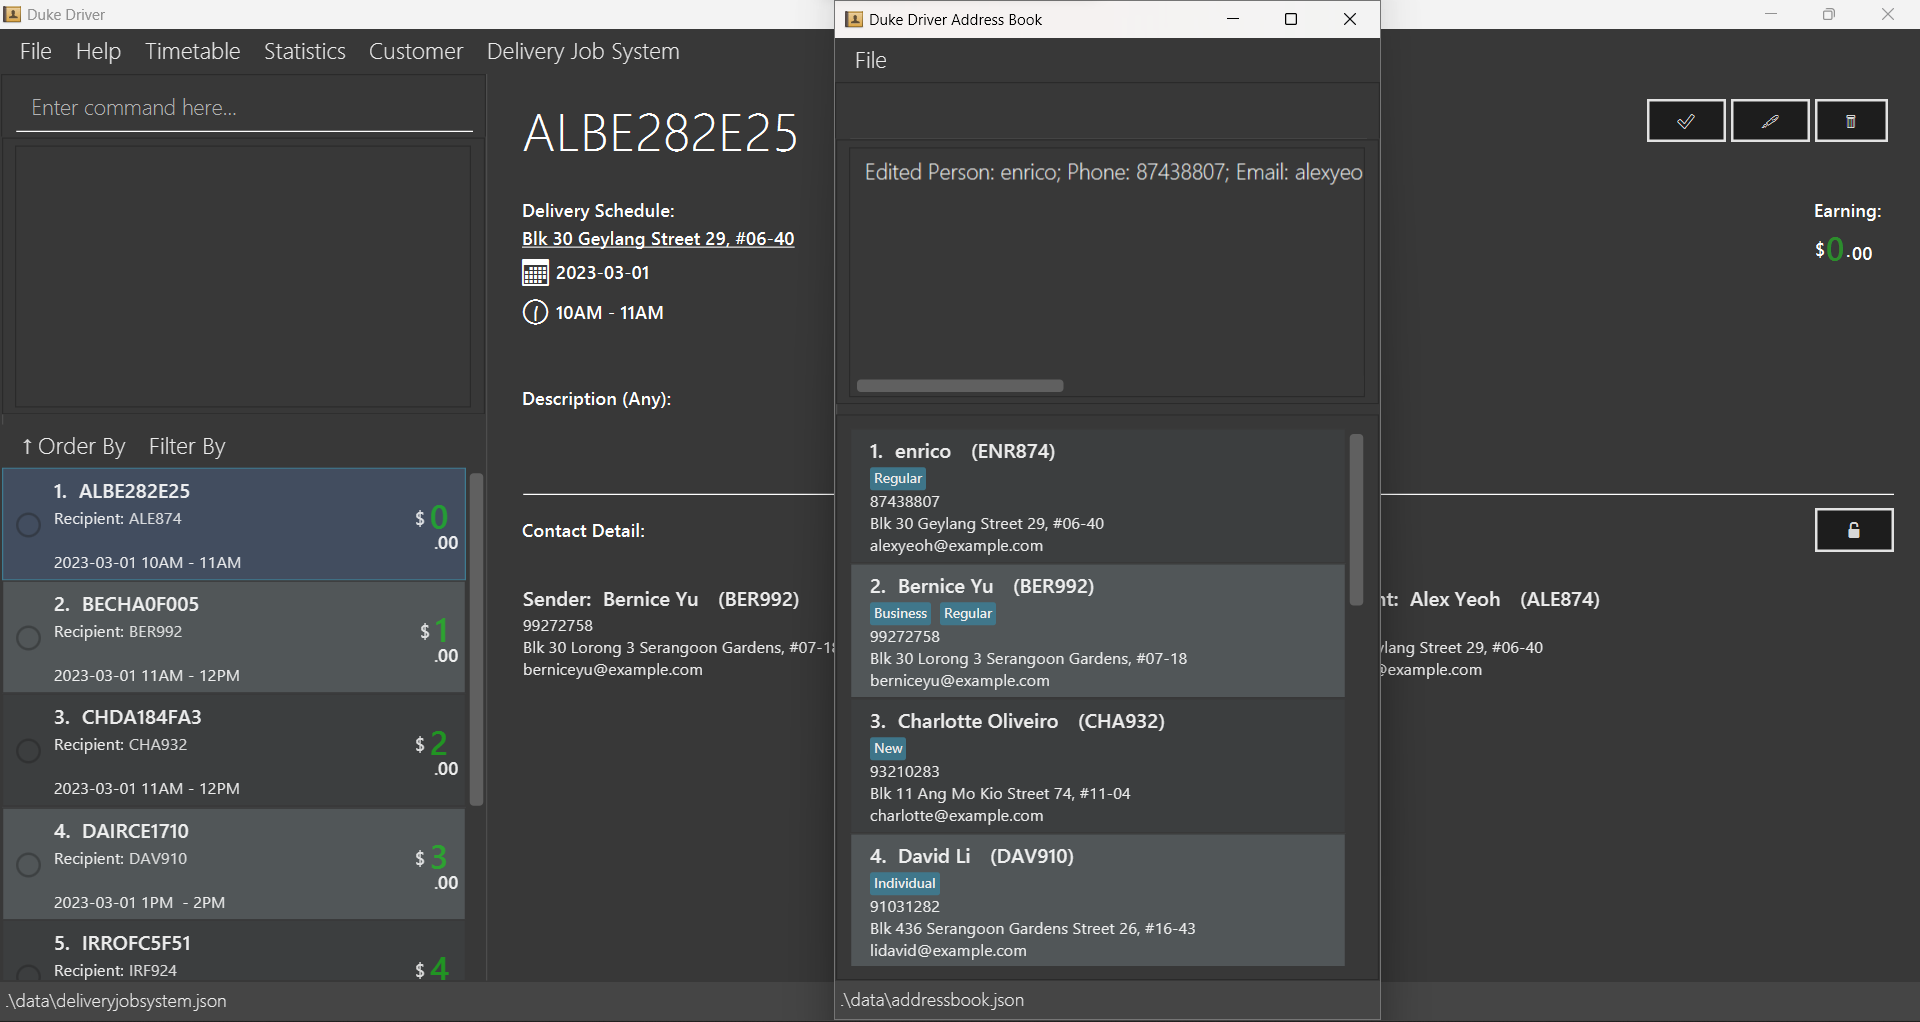 Duke Driver
File Help Timetable Statistics Customer Delivery Job System
Enter command here...
↑ Order By Filter By
1. ALBE282E25
Recipient: ALE874
$ 0.00
2023-03-01 10AM - 11AM
2. BECHA0F005
Recipient: BER992
$ 1.00
2023-03-01 11AM - 12PM
3. CHDA184FA3
Recipient: CHA932
$ 2.00
2023-03-01 11AM - 12PM
4. DAIRCE1710
Recipient: DAV910
$ 3.00
2023-03-01 1PM - 2PM
5. IRROFC5F51
Recipient: IRF924
$ 4
.\data\deliveryjobsystem.json
ALBE282E25
Delivery Schedule:
Blk 30 Geylang Street 29, #06-40
2023-03-01
10AM - 11AM
Earning:
$0.00
Description (Any):
Contact Detail:
Sender: Bernice Yu (BER992)
99272758
Blk 30 Lorong 3 Serangoon Gardens, #07-18
berniceyu@example.com
nt: Alex Yeoh (ALE874)
ylang Street 29, #06-40
@example.com
Duke Driver Address Book
File
Edited Person: enrico; Phone: 87438807; Email: alexyeo
1. enrico (ENR874)
Regular
87438807
Blk 30 Geylang Street 29, #06-40
alexyeoh@example.com
2. Bernice Yu (BER992)
Business Regular
99272758
Blk 30 Lorong 3 Serangoon Gardens, #07-18
berniceyu@example.com
3. Charlotte Oliveiro (CHA932)
New
93210283
Blk 11 Ang Mo Kio Street 74, #11-04
charlotte@example.com
4. David Li (DAV910)
Individual
91031282
Blk 436 Serangoon Gardens Street 26, #16-43
lidavid@example.com
.\data\addressbook.json